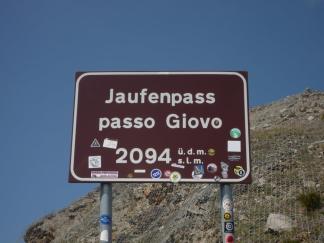 Jaufenpass
passo Giovo
2094 ü.d.m.
s.l.m.